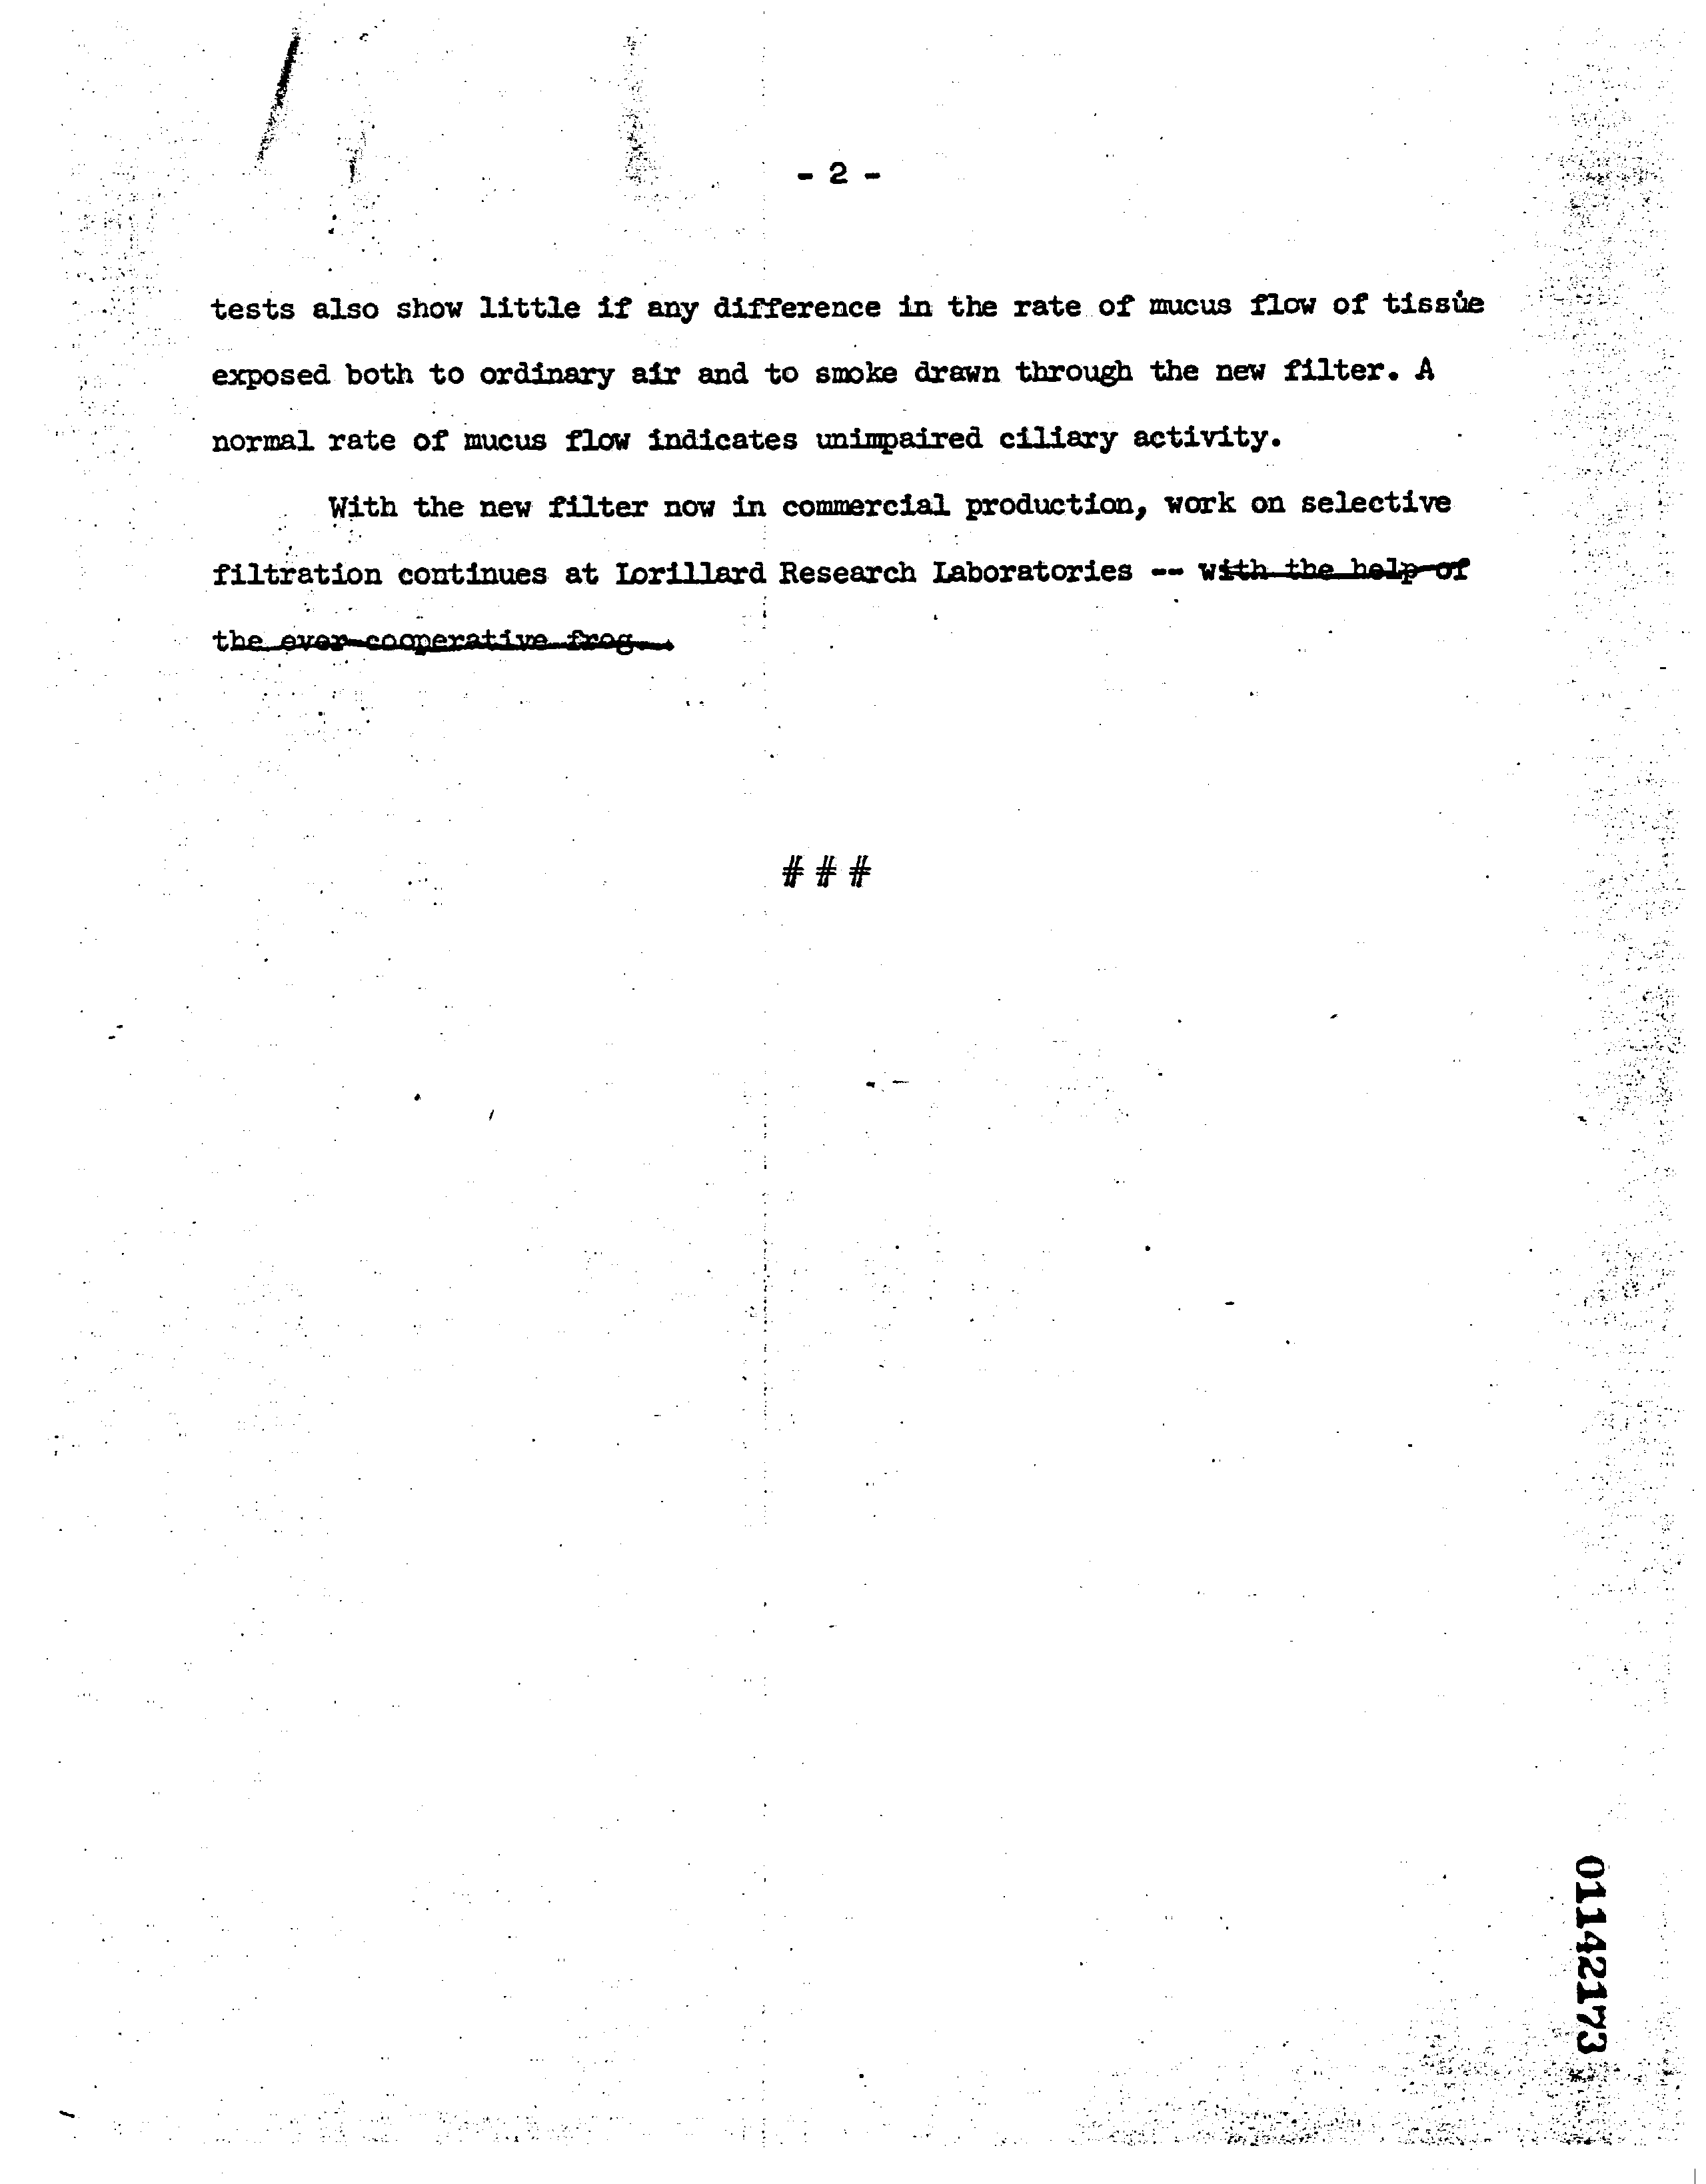 - 2 -
tests also show little if any difference in the rate of mucus flow of tissue
exposed both to ordinary air and to smoke drawn through the new filter. A
normal rate of mucus flow indicates unimpaired ciliary activity.
With the new filter now in commercial production, work on selective
filtration continues at Lorillard Research Laboratories -- with the help of
the ever-cooperative frog.
# # #
01142173